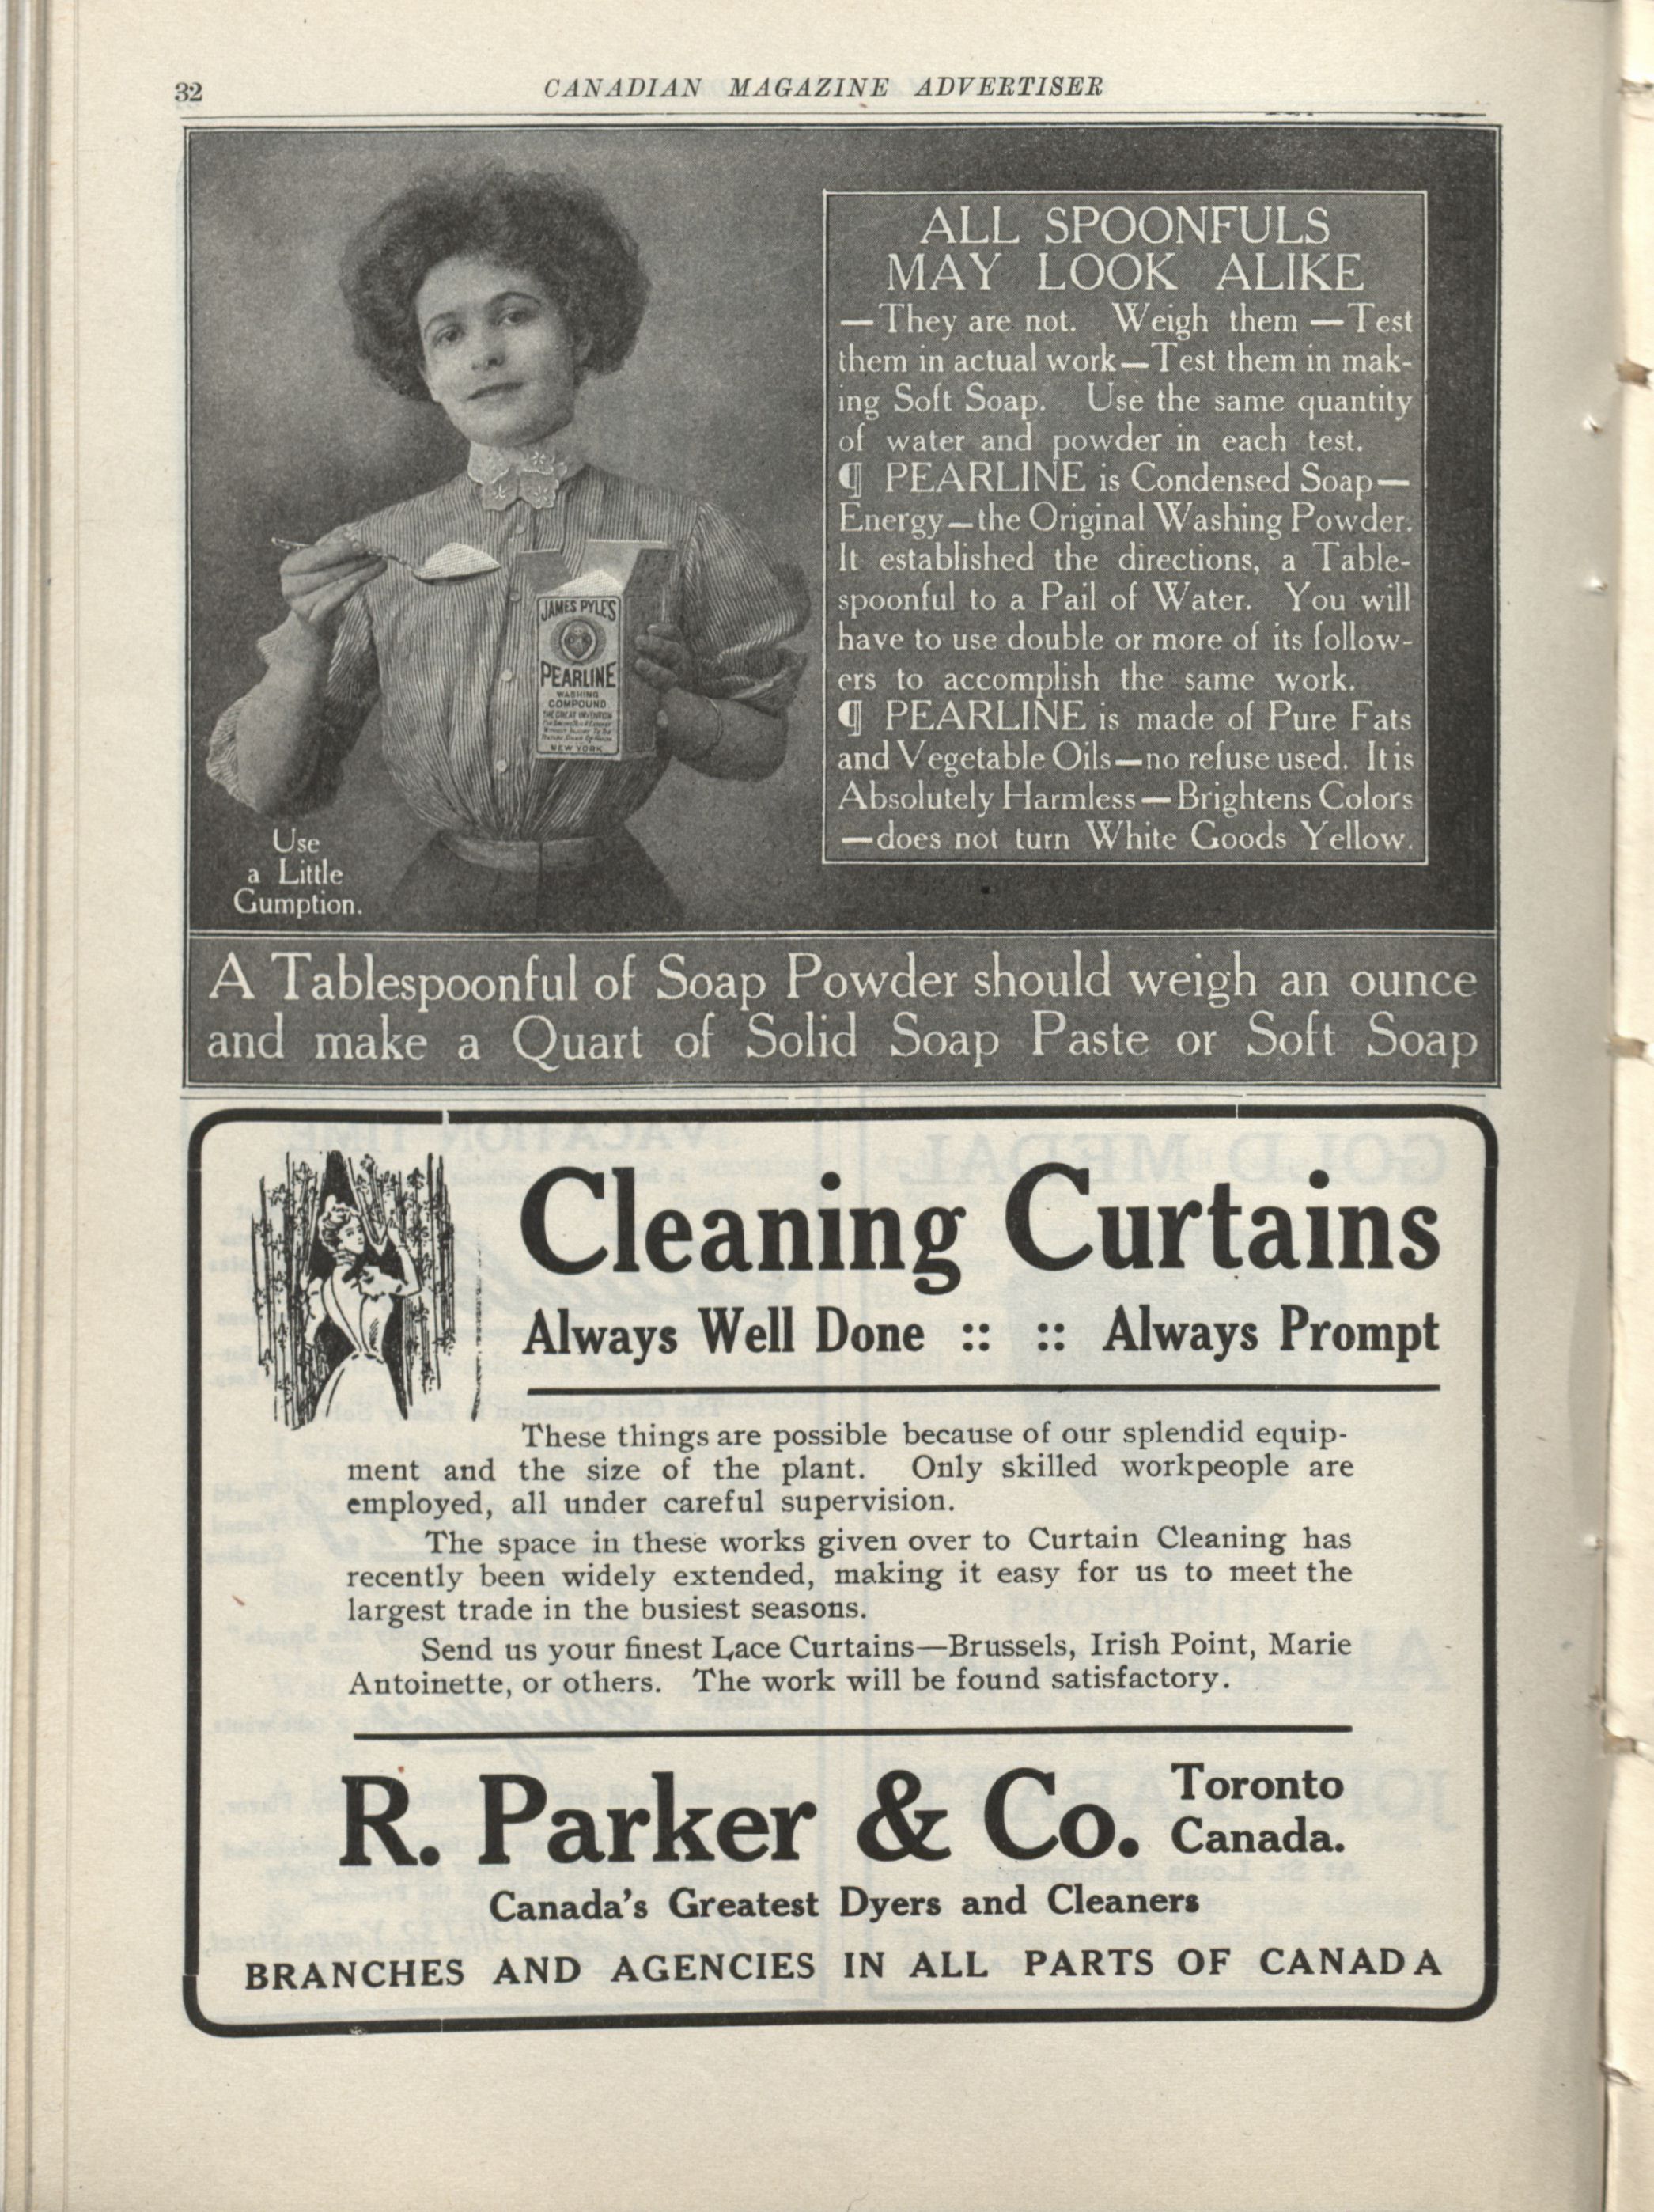 32
CANADIAN MAGAZINE ADVERTISER
ALL SPOONFULS
MAY LOOK ALIKE
—They are not. Weigh them —Test
them in actual work—Test them in mak-
ing Soft Soap. Use the same quantity
of water and powder in each test.
¶ PEARLINE is Condensed Soap—
Energy—the Original Washing Powder.
It established the directions, a Table-
spoonful to a Pail of Water. You will
have to use double or more of its follow-
ers to accomplish the same work.
¶ PEARLINE is made of Pure Fats
and Vegetable Oils—no refuse used. It is
Absolutely Harmless—Brightens Colors
—does not turn White Goods Yellow.
JAMES PYLE'S
PEARLINE
WASHING
COMPOUND
THE GREAT INVENTION
NEW YORK
Use
a Little
Gumption.
A Tablespoonful of Soap Powder should weigh an ounce
and make a Quart of Solid Soap Paste or Soft Soap
Cleaning Curtains
Always Well Done :: :: Always Prompt
These things are possible because of our splendid equip-
ment and the size of the plant. Only skilled workpeople are
employed, all under careful supervision.
The space in these works given over to Curtain Cleaning has
recently been widely extended, making it easy for us to meet the
largest trade in the busiest seasons.
Send us your finest Lace Curtains—Brussels, Irish Point, Marie
Antoinette, or others. The work will be found satisfactory.
R. Parker & Co. Toronto
Canada.
Canada's Greatest Dyers and Cleaners
BRANCHES AND AGENCIES IN ALL PARTS OF CANADA